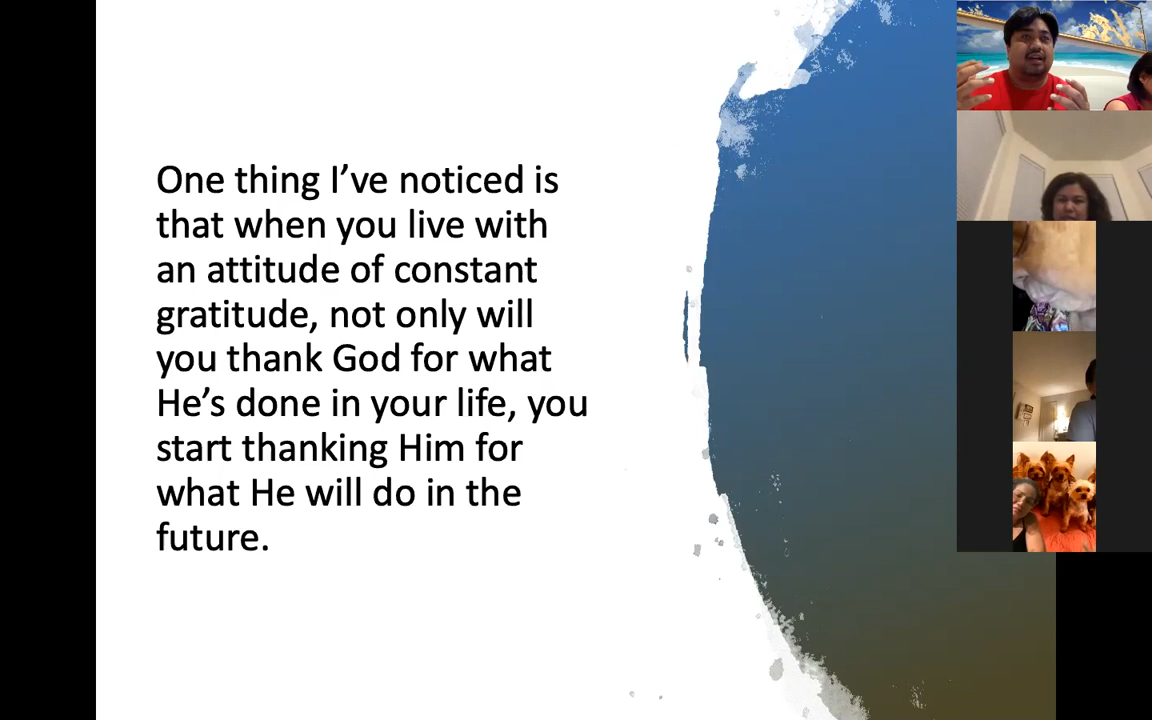 One thing I’ve noticed is
that when you live with
an attitude of constant
gratitude, not only will
you thank God for what
He’s done in your life, you
start thanking Him for
what He will do in the
future.